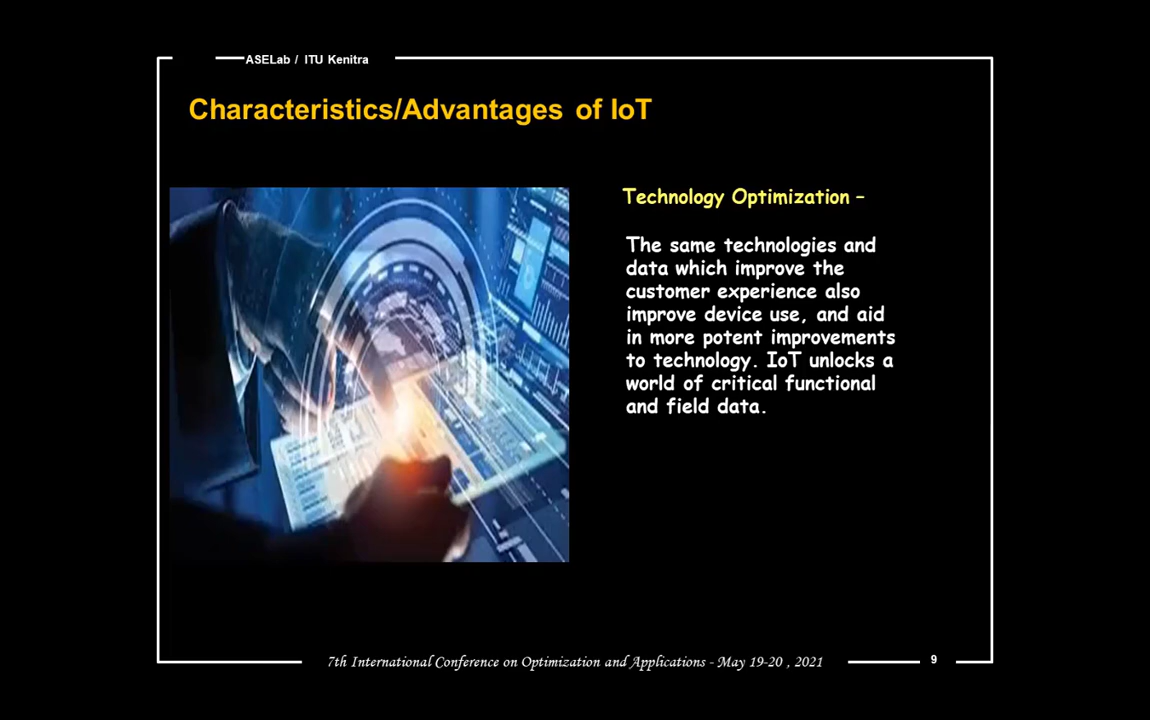 ASELab / ITU Kenitra
Characteristics/Advantages of IoT
Technology Optimization –
The same technologies and
data which improve the
customer experience also
improve device use, and aid
in more potent improvements
to technology. IoT unlocks a
world of critical functional
and field data.
7th International Conference on Optimization and Applications - May 19-20 , 2021
9